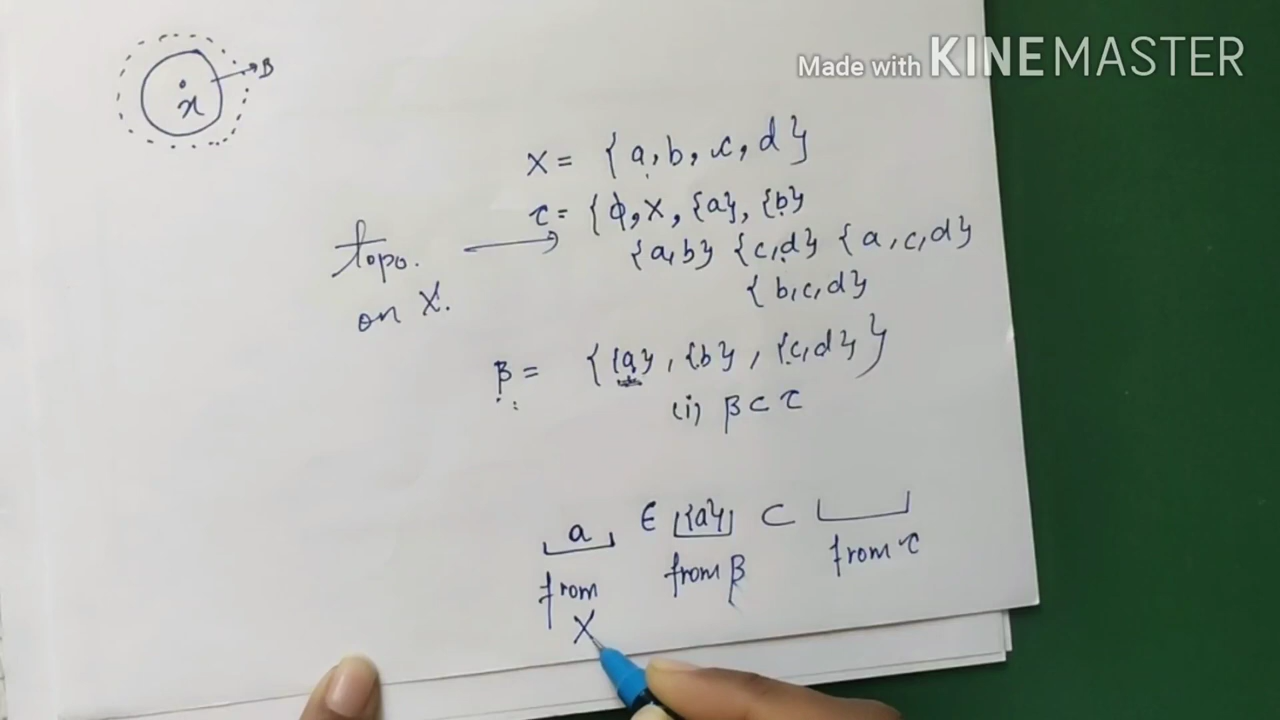 Made with KINEMASTER
x
B
X = {a, b, c, d}
τ = {ϕ, X, {a}, {b}
{a, b} {c, d} {a, c, d}
{b, c, d}
topo.
on X.
β = {{a}, {b}, {c, d}}
(i) β ⊂ τ
a ∈ {a} ⊂
from from β from τ
X